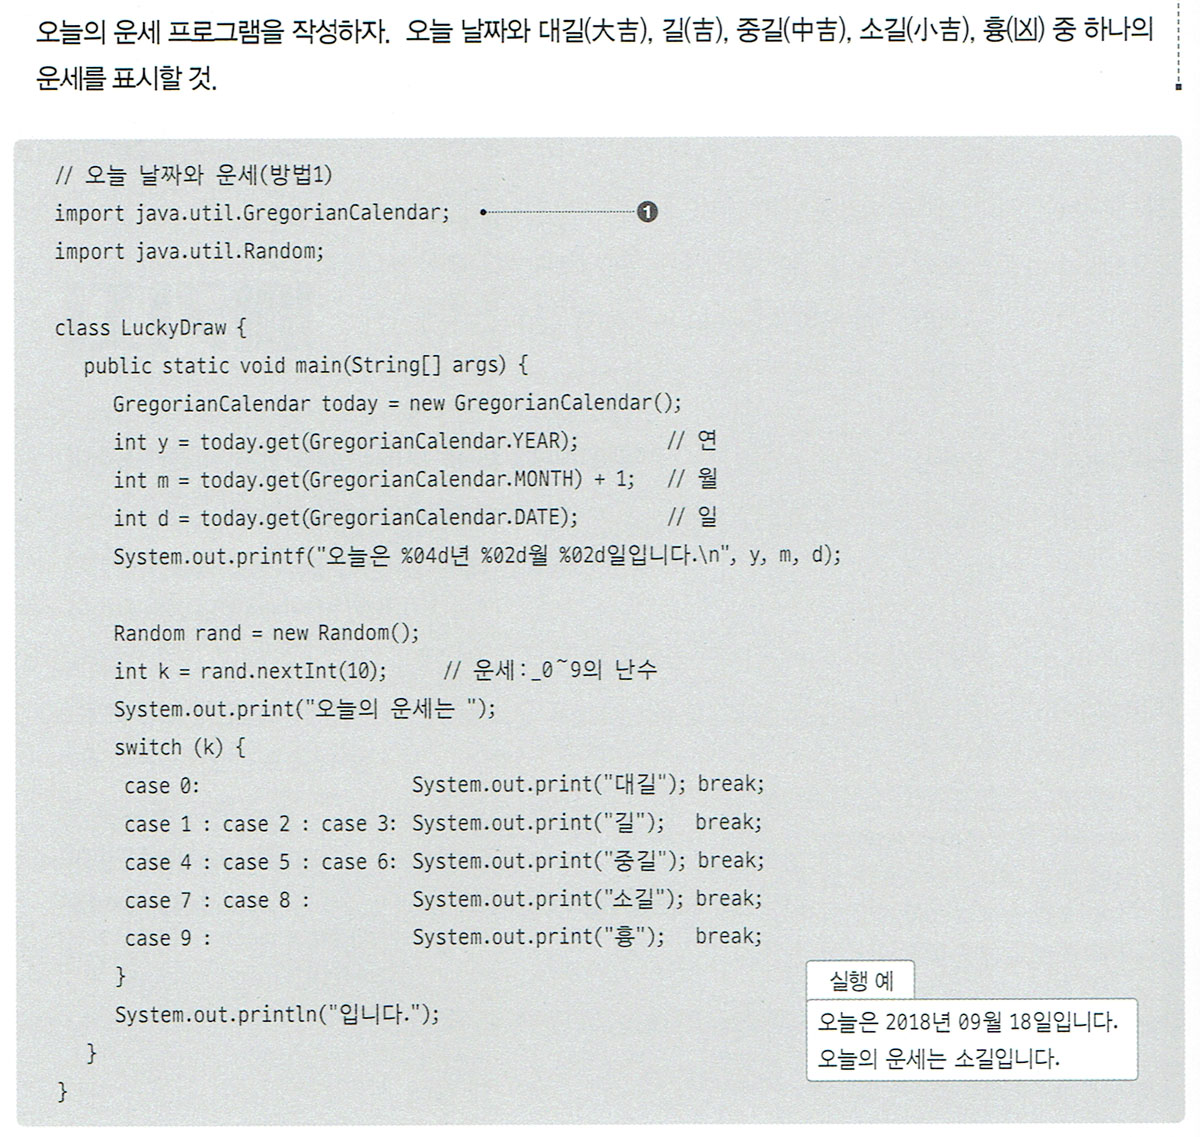 오늘의 운세 프로그램을 작성하자. 오늘 날짜와 대길(大吉), 길(吉), 중길(中吉), 소길(小吉), 흉(凶) 중 하나의
운세를 표시할 것.
// 오늘 날짜와 운세(방법1)
import java.util.GregorianCalendar; ❶
import java.util.Random;
class LuckyDraw {
public static void main(String[] args) {
GregorianCalendar today = new GregorianCalendar();
int y = today.get(GregorianCalendar.YEAR); // 연
int m = today.get(GregorianCalendar.MONTH) + 1; // 월
int d = today.get(GregorianCalendar.DATE); // 일
System.out.printf("오늘은 %04d년 %02d월 %02d일입니다.\n", y, m, d);
Random rand = new Random();
int k = rand.nextInt(10); // 운세:_0~9의 난수
System.out.print("오늘의 운세는 ");
switch (k) {
case 0: System.out.print("대길"); break;
case 1 : case 2 : case 3: System.out.print("길"); break;
case 4 : case 5 : case 6: System.out.print("중길"); break;
case 7 : case 8 : System.out.print("소길"); break;
case 9 : System.out.print("흉"); break;
}
System.out.println("입니다.");
}
}
실행 예
오늘은 2018년 09월 18일입니다.
오늘의 운세는 소길입니다.